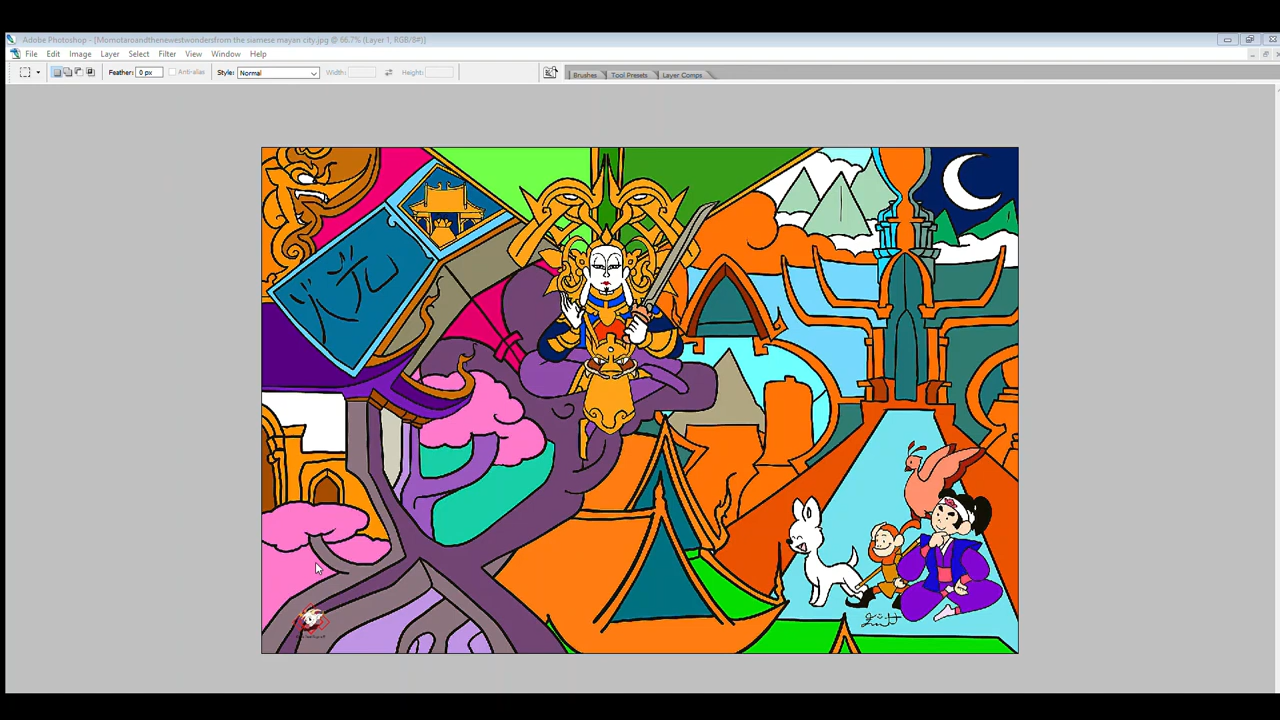 Adobe Photoshop - [Momotaroandthenewestwondersfrom the siamese mayan city.jpg @ 66.7% (Layer 1, RGB/8#)]
File Edit Image Layer Select Filter View Window Help
Feather: 0 px Anti-alias Style: Normal Width: Height: Brushes Tool Presets Layer Comps